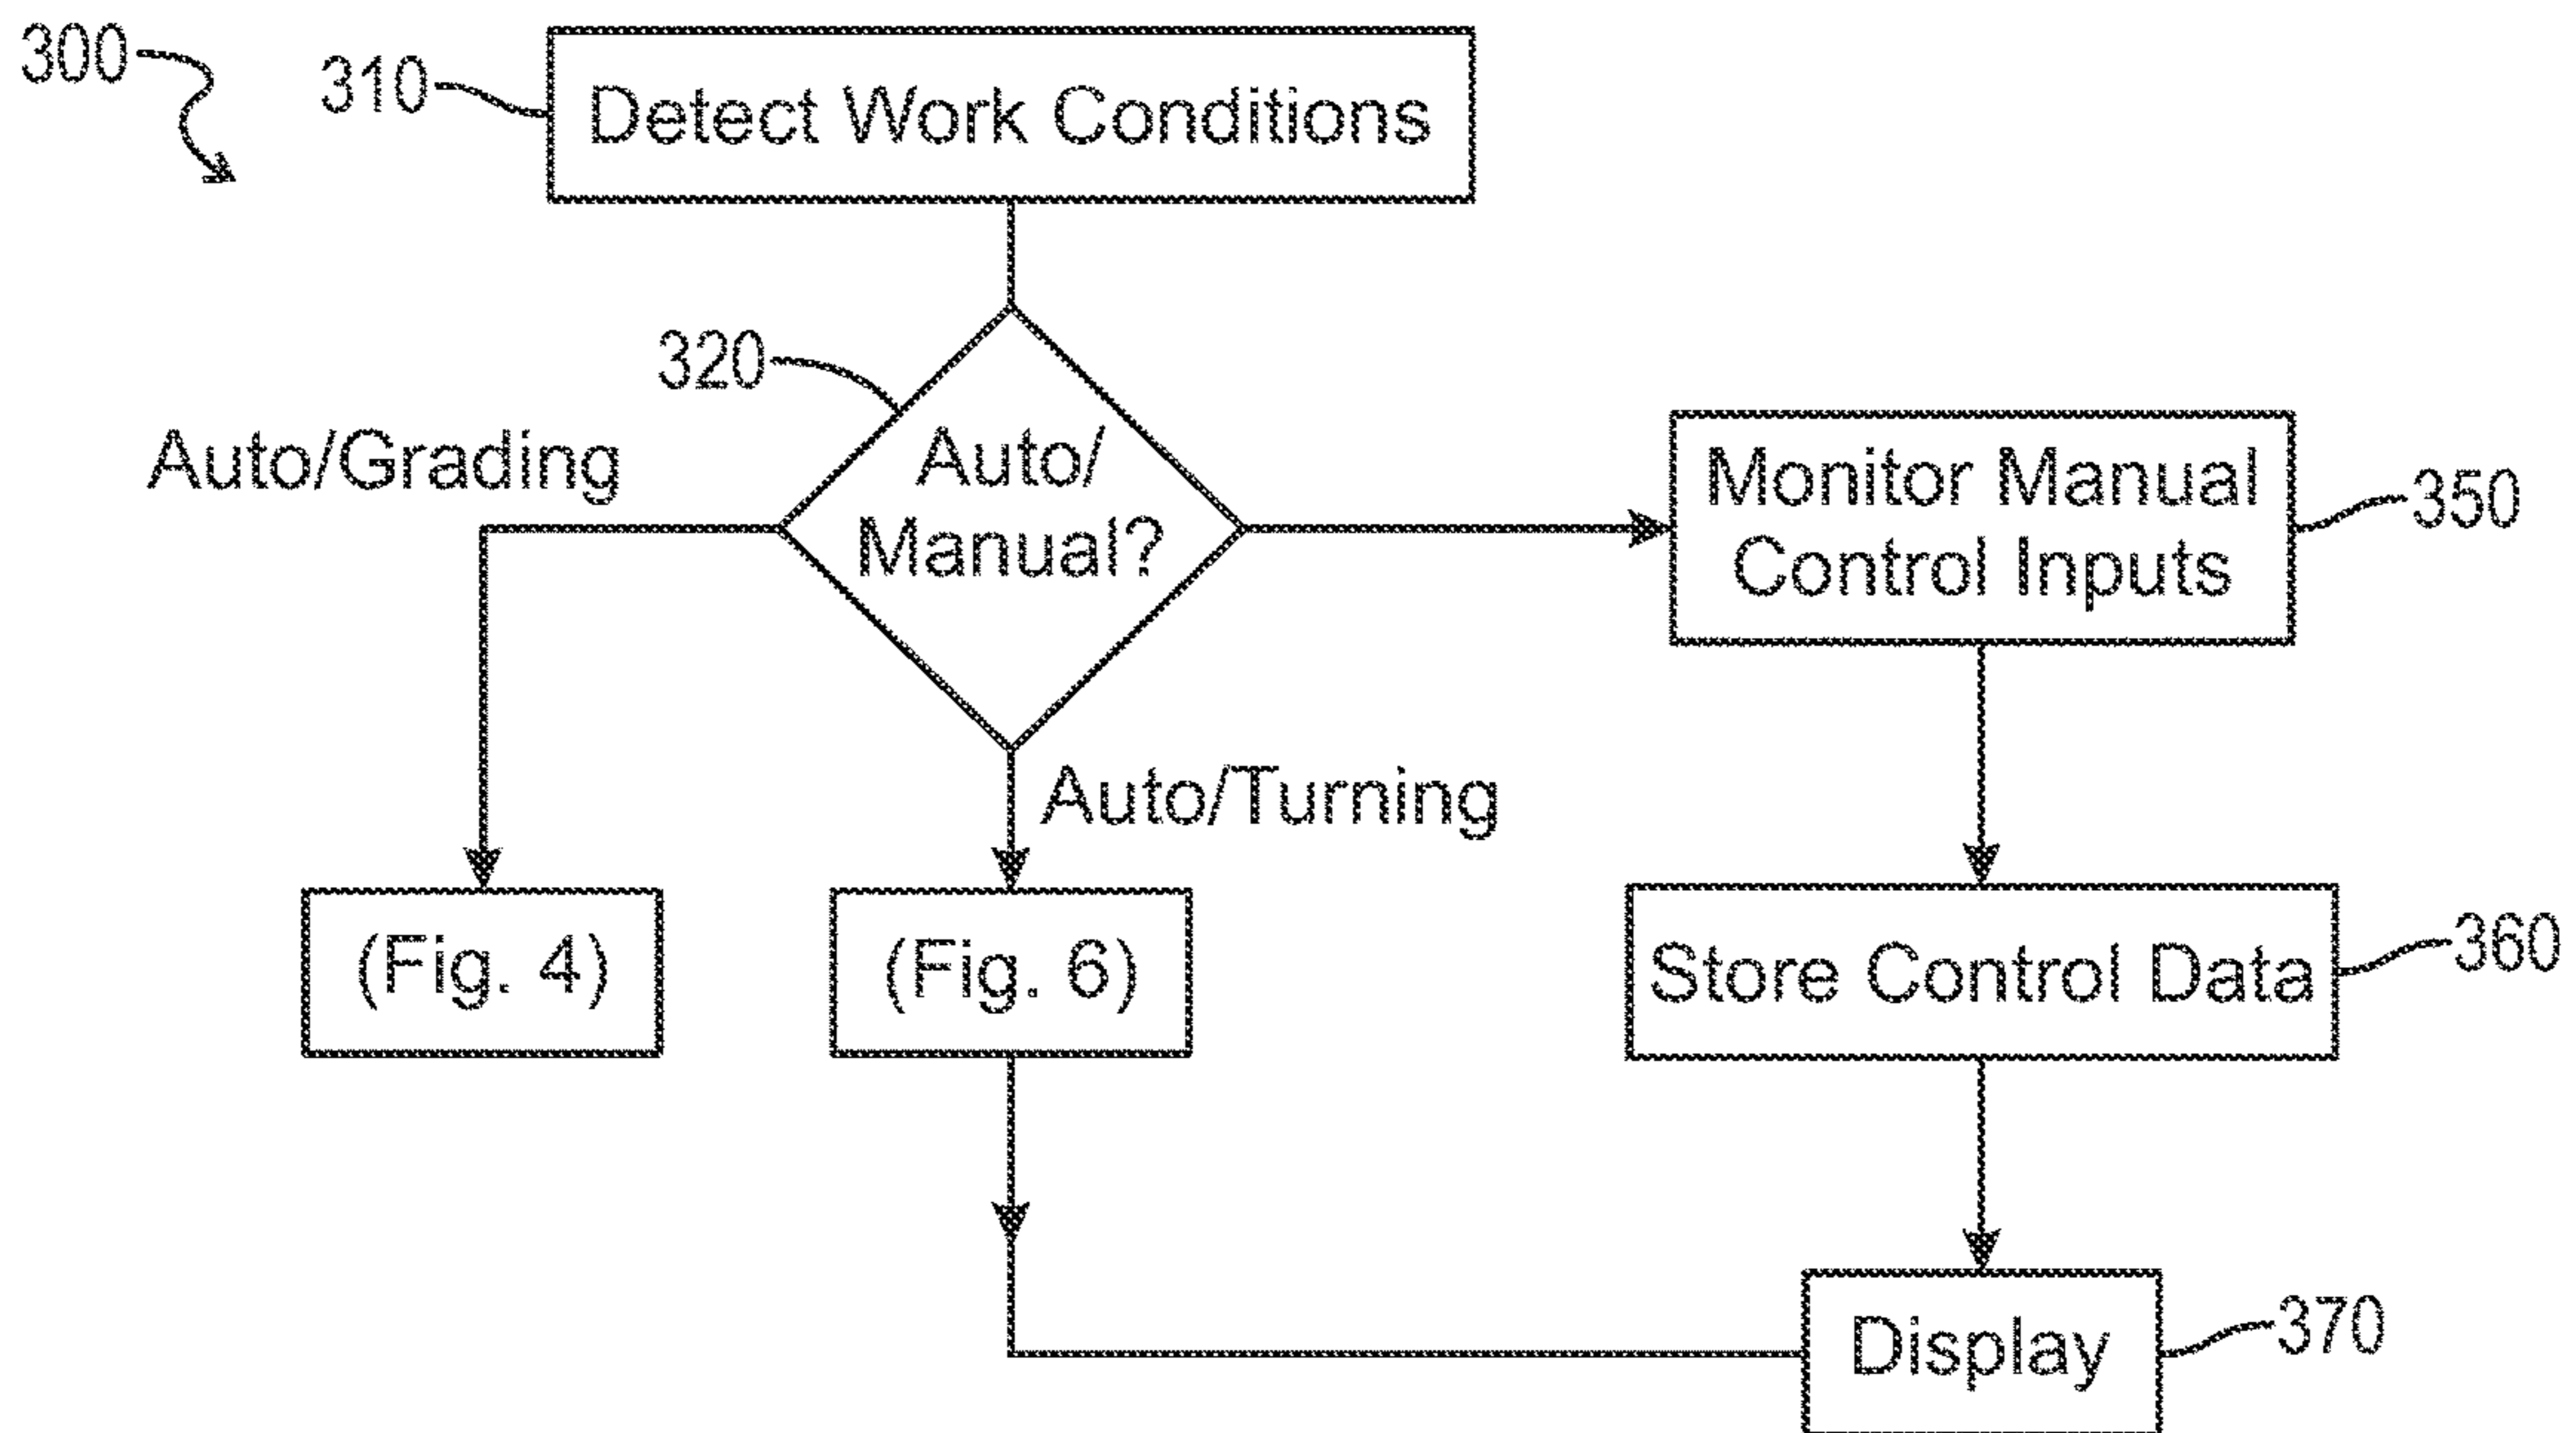 300
310
Detect Work Conditions
320
Auto/Grading
Auto/
Manual?
Monitor Manual
Control Inputs
350
Auto/Turning
(Fig. 4)
(Fig. 6)
Store Control Data
360
Display
370